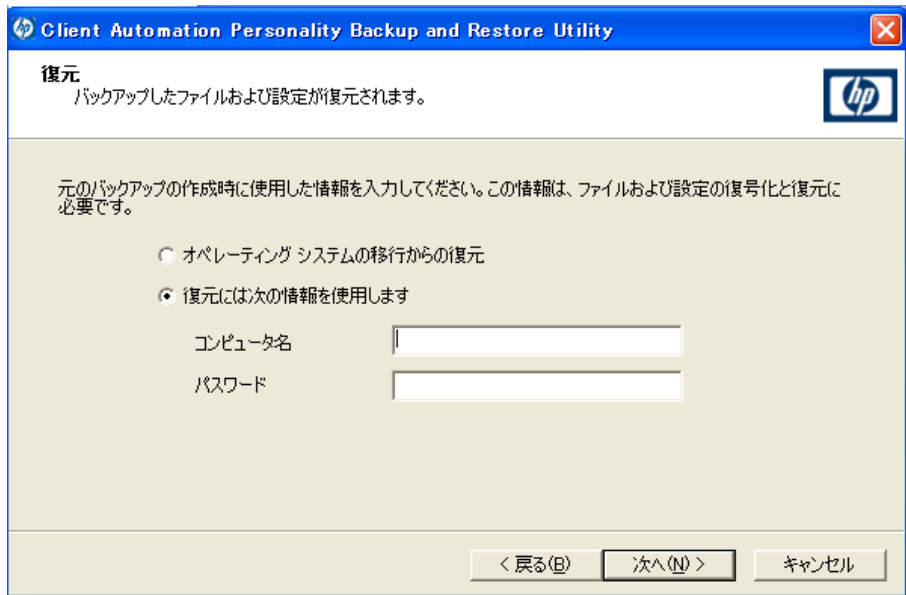 Client Automation Personality Backup and Restore Utility
復元
バックアップしたファイルおよび設定が復元されます。
hp
元のバックアップの作成時に使用した情報を入力してください。この情報は、ファイルおよび設定の復号化と復元に
必要です。
オペレーティング システムの移行からの復元
復元には次の情報を使用します
コンピュータ名
パスワード
< 戻る(B)
次へ(N) >
キャンセル